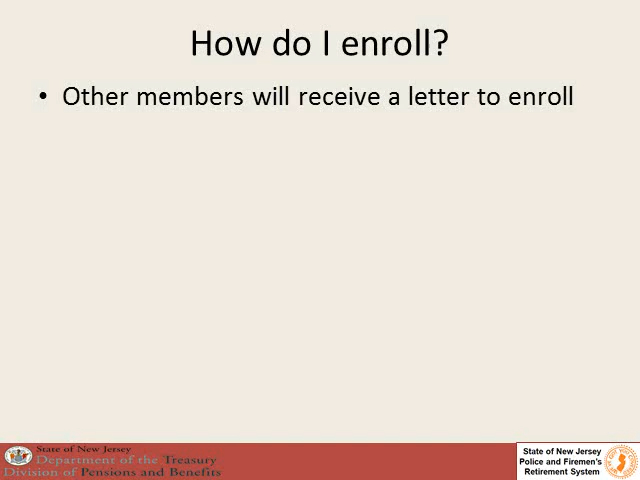 How do I enroll?
• Other members will receive a letter to enroll
State of New Jersey
Department of the Treasury
Division of Pensions and Benefits
State of New Jersey
Police and Firemen's
Retirement System